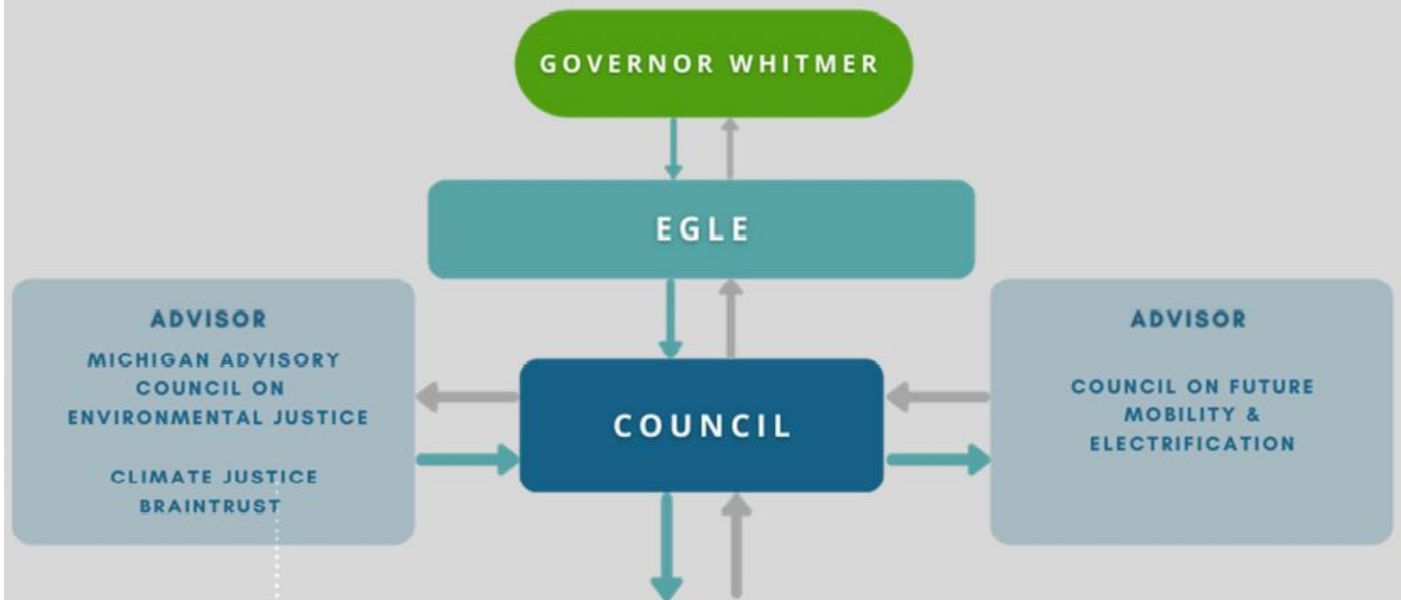 GOVERNOR WHITMER
EGLE
ADVISOR
MICHIGAN ADVISORY
COUNCIL ON
ENVIRONMENTAL JUSTICE
CLIMATE JUSTICE
BRAINTRUST
COUNCIL
ADVISOR
COUNCIL ON FUTURE
MOBILITY &
ELECTRIFICATION